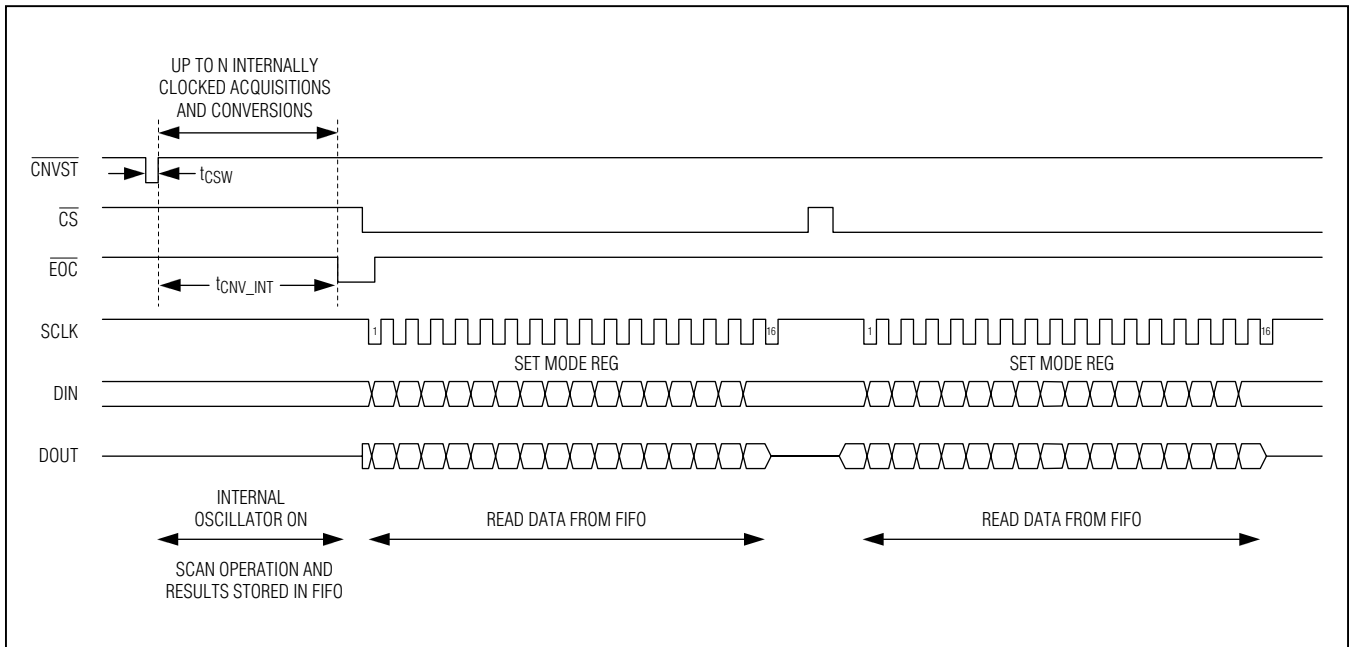 UP TO N INTERNALLY
CLOCKED ACQUISITIONS
AND CONVERSIONS
CNVST
tCSW
CS
EOC
tCNV_INT
SCLK
1
16
1
16
SET MODE REG
SET MODE REG
DIN
DOUT
INTERNAL
OSCILLATOR ON
READ DATA FROM FIFO
READ DATA FROM FIFO
SCAN OPERATION AND
RESULTS STORED IN FIFO